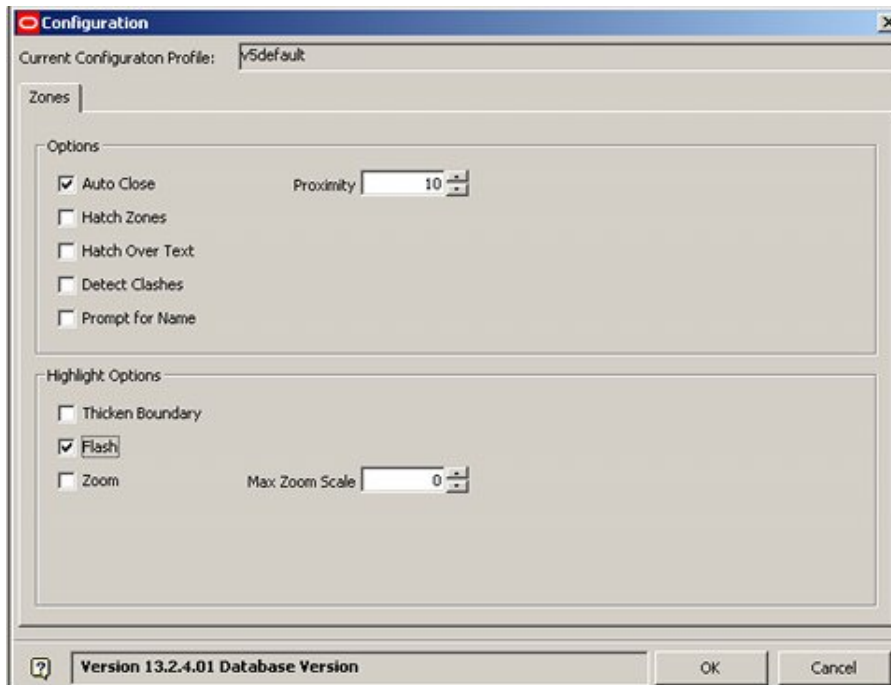 Configuration
Current Configuraton Profile: v5default
Zones
Options
Auto Close Proximity 10
Hatch Zones
Hatch Over Text
Detect Clashes
Prompt for Name
Highlight Options
Thicken Boundary
Flash
Zoom Max Zoom Scale 0
? Version 13.2.4.01 Database Version OK Cancel